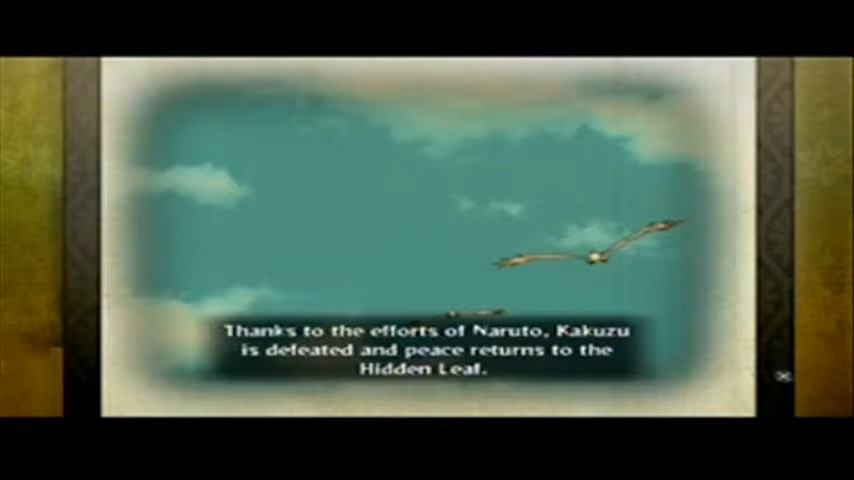 Thanks to the efforts of Naruto, Kakuzu
is defeated and peace returns to the
Hidden Leaf.